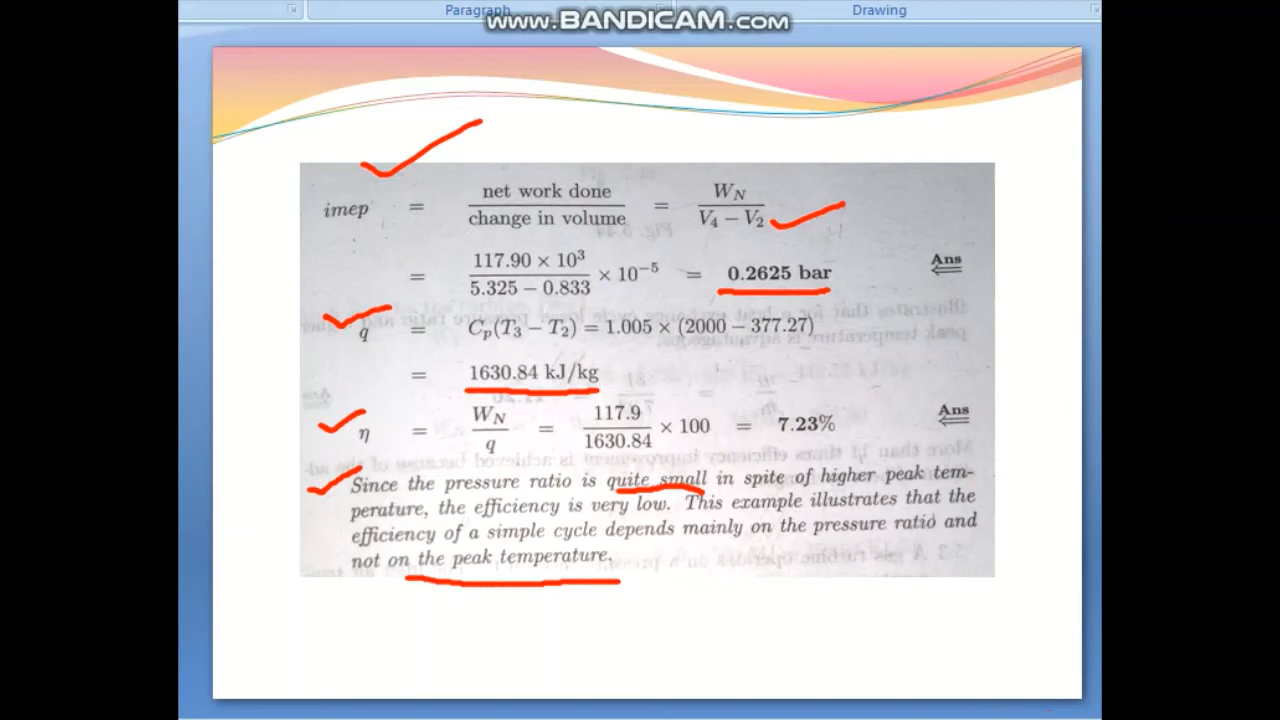 Paragraph
Drawing
www.BANDICAM.com
imep = net work done / change in volume = W_N / V_4 − V_2
= 117.90 × 10^3 / 5.325 − 0.833 × 10^−5 = 0.2625 bar Ans ⇐
q = C_p(T_3 − T_2) = 1.005 × (2000 − 377.27)
= 1630.84 kJ/kg
η = W_N / q = 117.9 / 1630.84 × 100 = 7.23% Ans ⇐
Since the pressure ratio is quite small in spite of higher peak tem-
perature, the efficiency is very low. This example illustrates that the
efficiency of a simple cycle depends mainly on the pressure ratio and
not on the peak temperature.